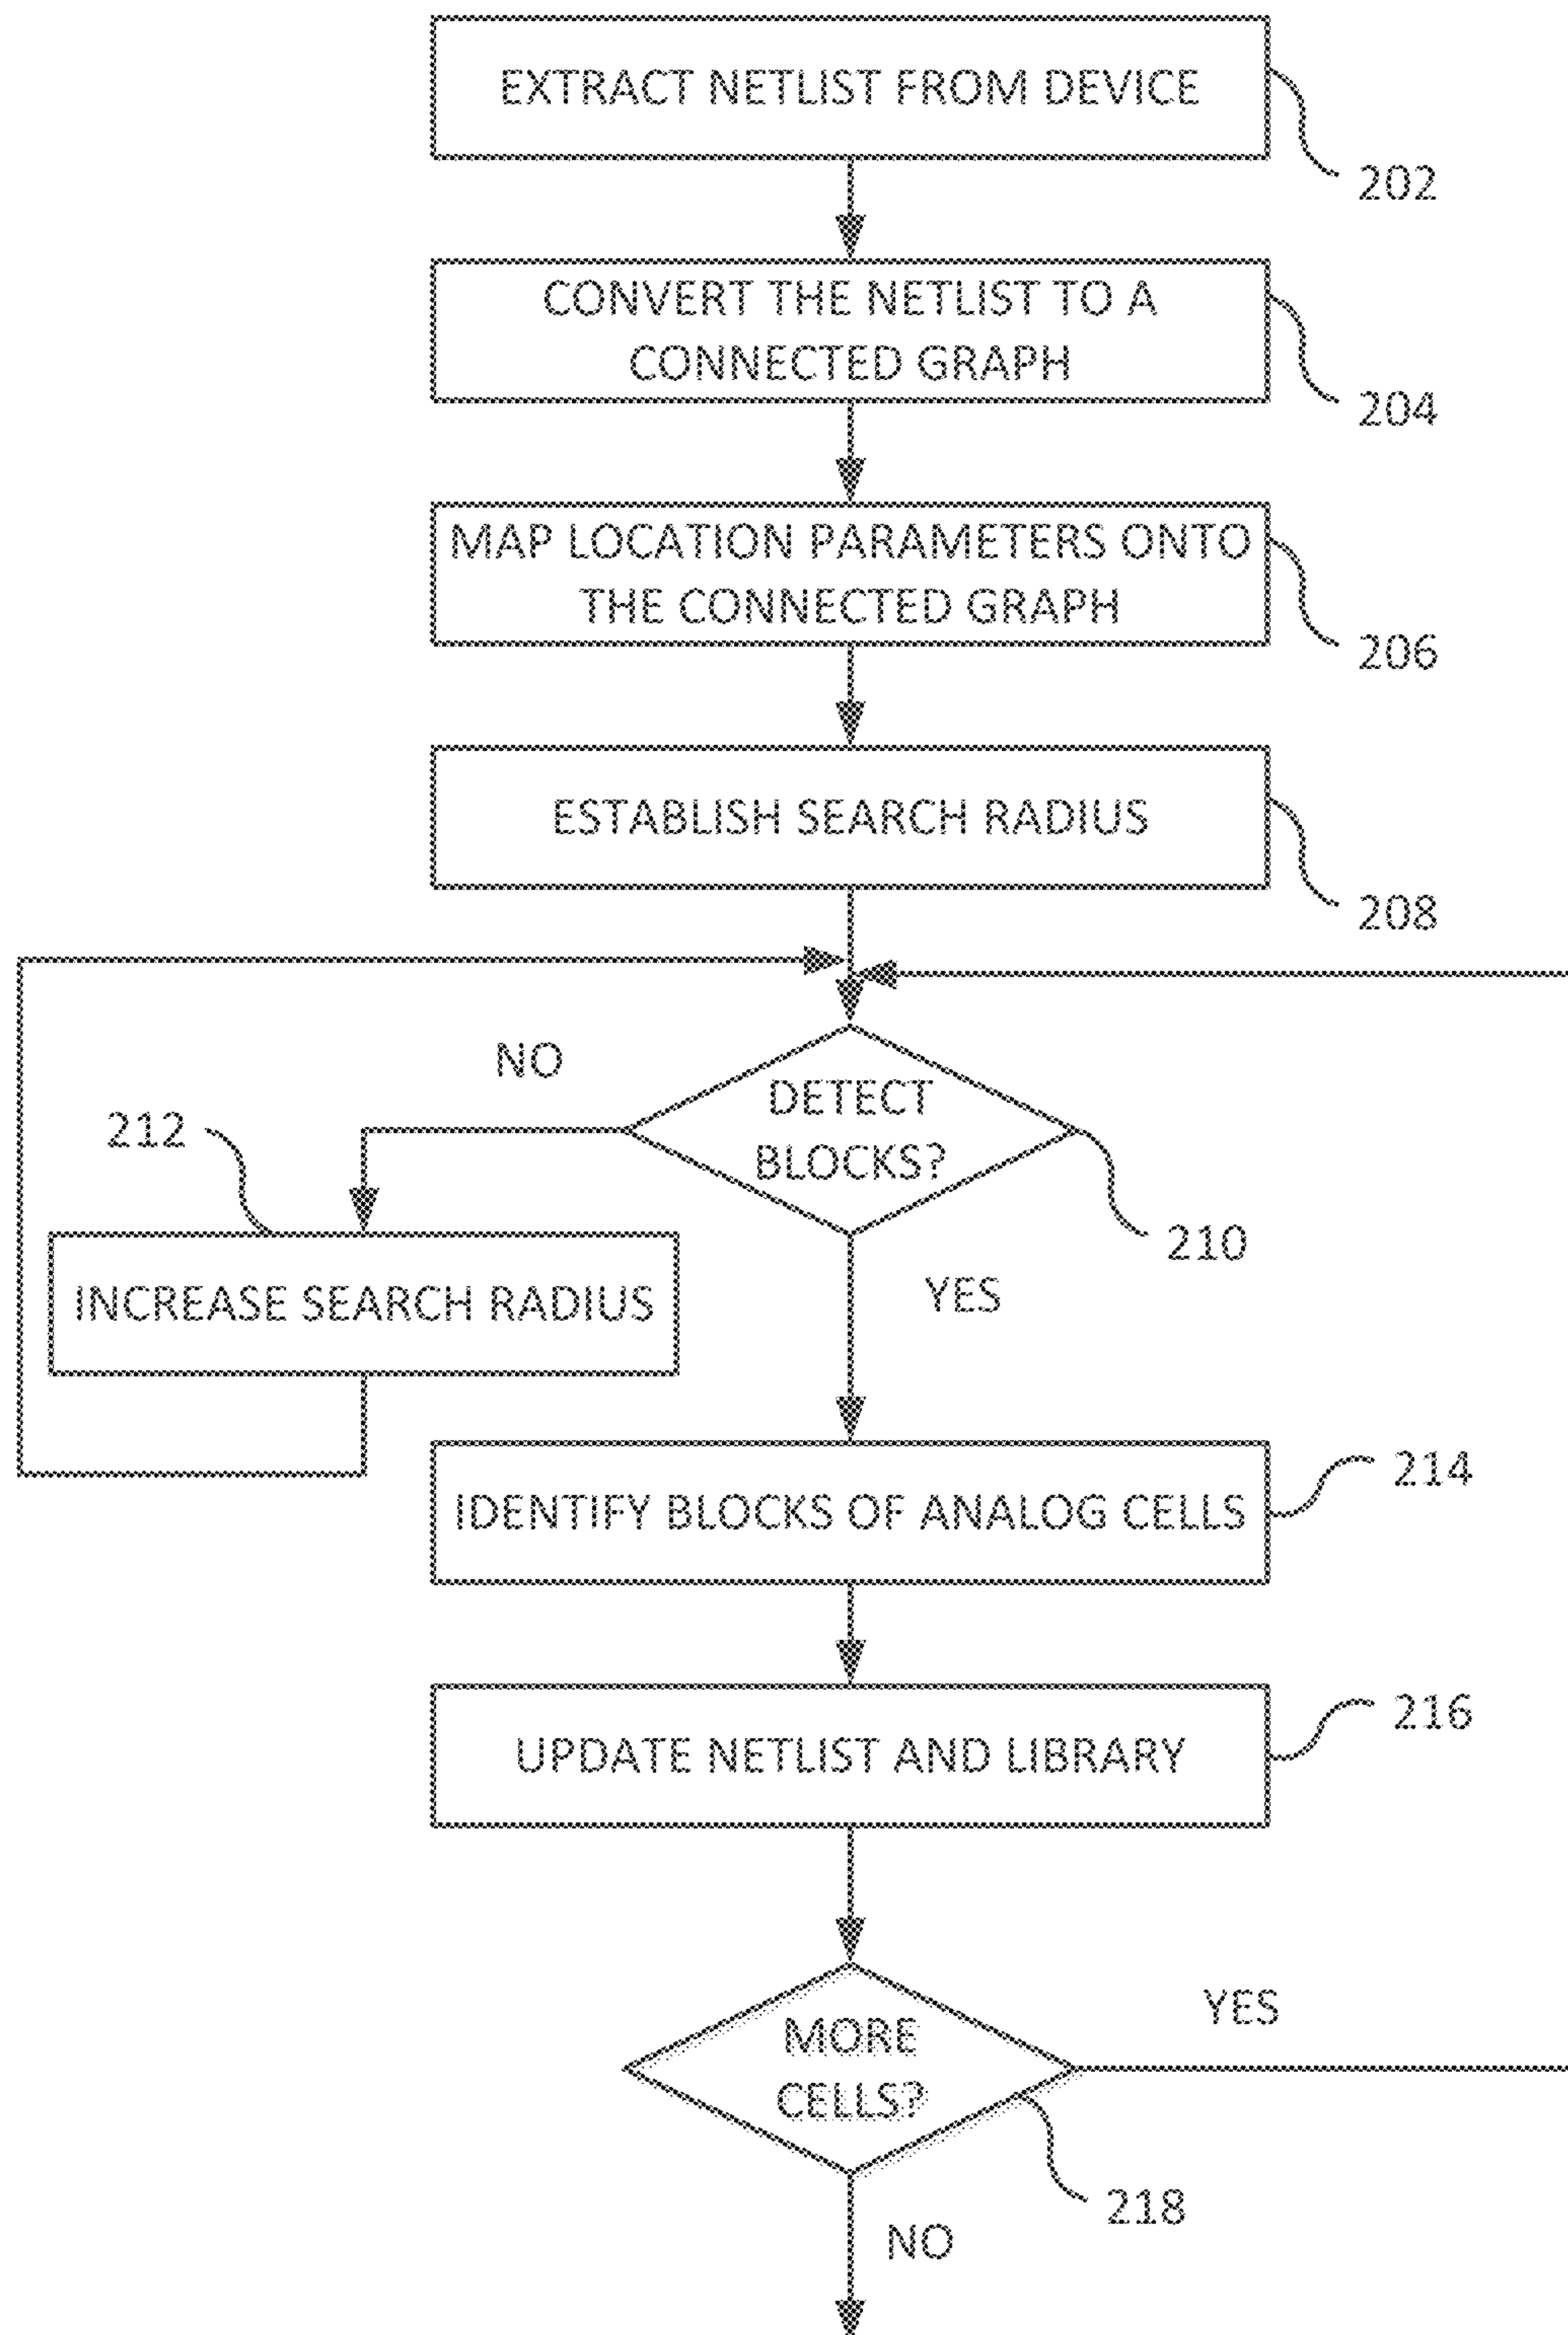 EXTRACT NETLIST FROM DEVICE
202
CONVERT THE NETLIST TO A
CONNECTED GRAPH
204
MAP LOCATION PARAMETERS ONTO
THE CONNECTED GRAPH
206
ESTABLISH SEARCH RADIUS
208
NO
DETECT
BLOCKS?
212
210
INCREASE SEARCH RADIUS
YES
214
IDENTIFY BLOCKS OF ANALOG CELLS
216
UPDATE NETLIST AND LIBRARY
YES
MORE
CELLS?
218
NO